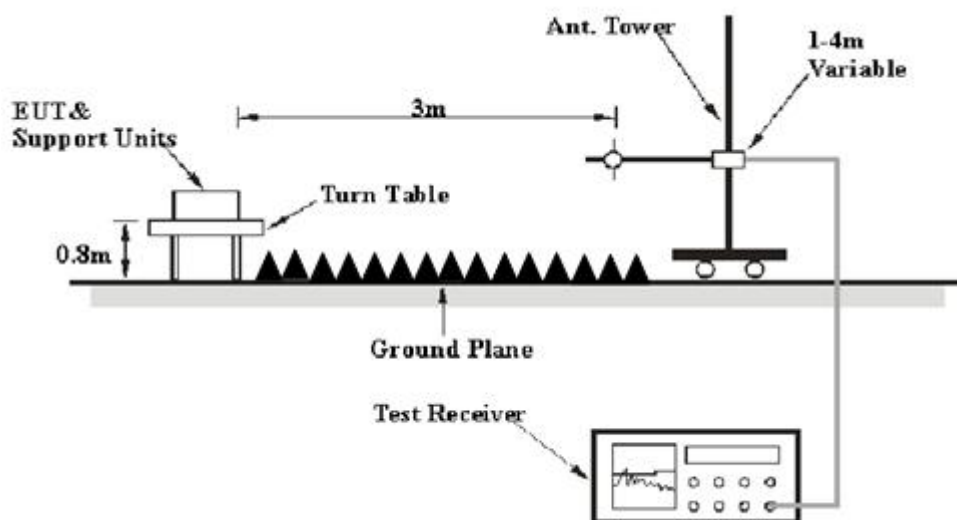 Ant. Tower
1-4m
Variable
3m
EUT&
Support Units
Turn Table
0.8m
Ground Plane
Test Receiver